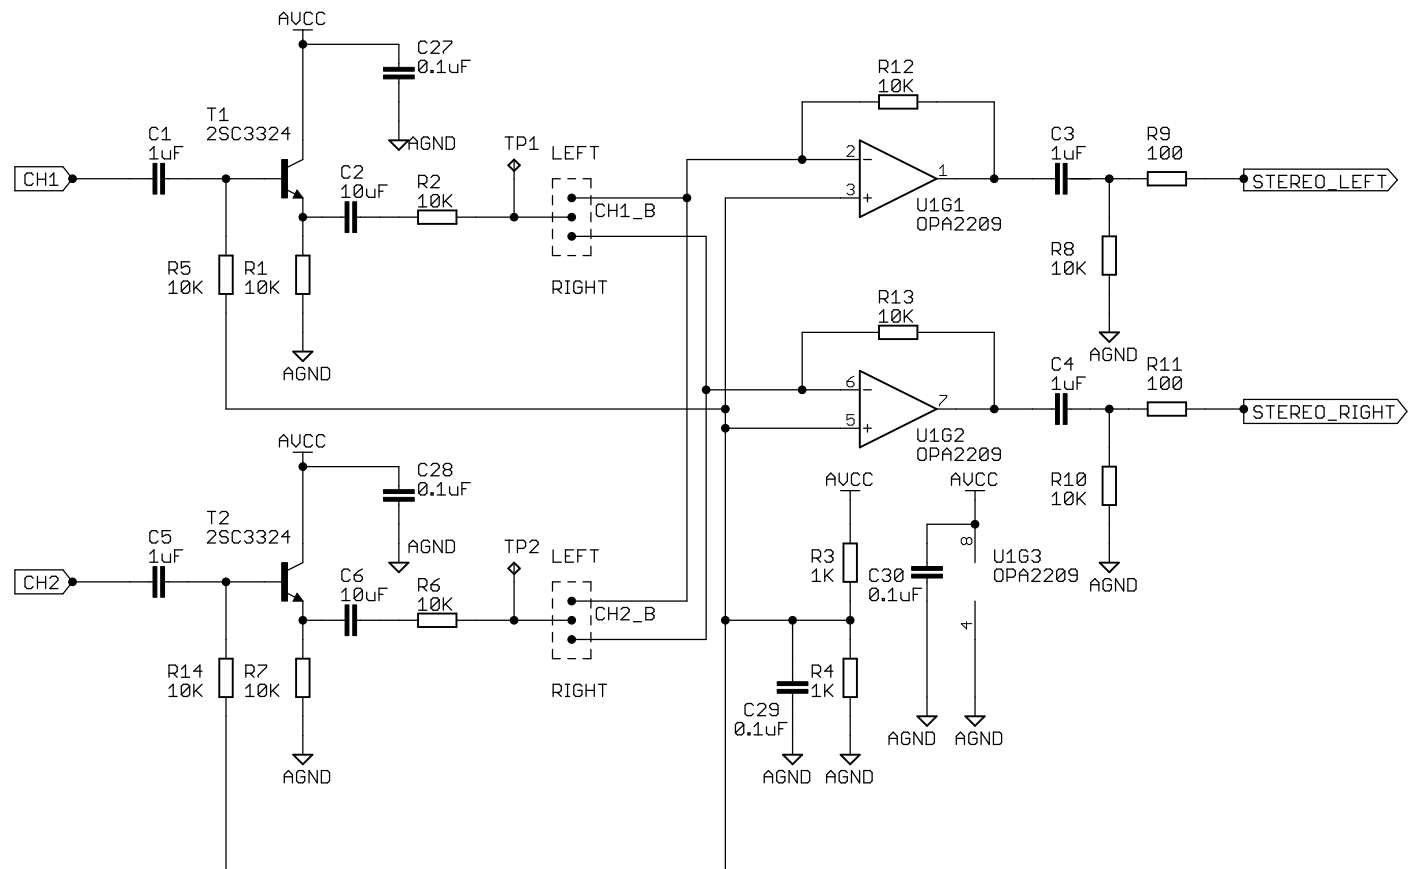 AVCC
C27
0.1uF
R12
10K
T1
2SC3324
C1
1uF
AGND
TP1
LEFT
C3
1uF
R9
100
CH1
C2
10uF
R2
10K
2
3
1
STEREO_LEFT
CH1_B
U1G1
OPA2209
R5
10K
R1
10K
RIGHT
R8
10K
R13
10K
AGND
AGND
C4
1uF
R11
100
6
5
7
STEREO_RIGHT
AVCC
C28
0.1uF
U1G2
OPA2209
AVCC
AVCC
R10
10K
T2
2SC3324
C5
1uF
AGND
TP2
LEFT
R3
1K
C30
0.1uF
8
U1G3
OPA2209
AGND
CH2
C6
10uF
R6
10K
CH2_B
4
R14
10K
R7
10K
RIGHT
R4
1K
C29
0.1uF
AGND
AGND
AGND
AGND
AGND